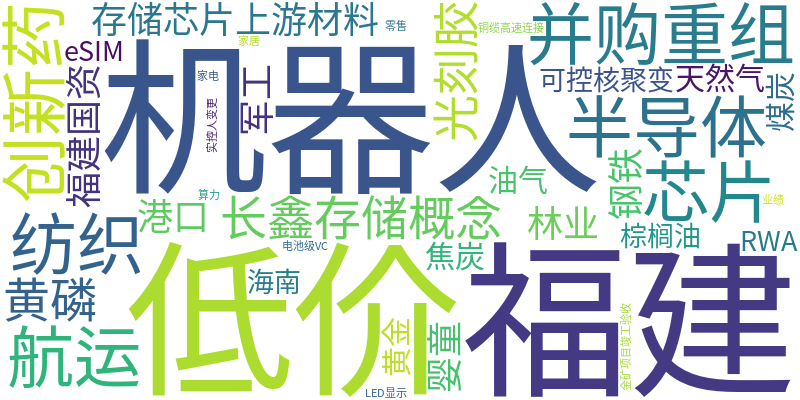 创新药
存储芯片上游材料
家居
零售
光刻胶
铜缆高速连接
并购重组
eSIM
福建国资
机器人
家电
实控人变更
军工
可控核聚变
天然气
煤炭
半导体
芯片
钢铁
油气
算力
业绩
港口
长鑫存储概念
林业
棕榈油
RWA
纺织
黄磷
航运
低价
电池级VC
海南
焦炭
福建
黄金
婴童
金矿项目竣工验收
LED显示